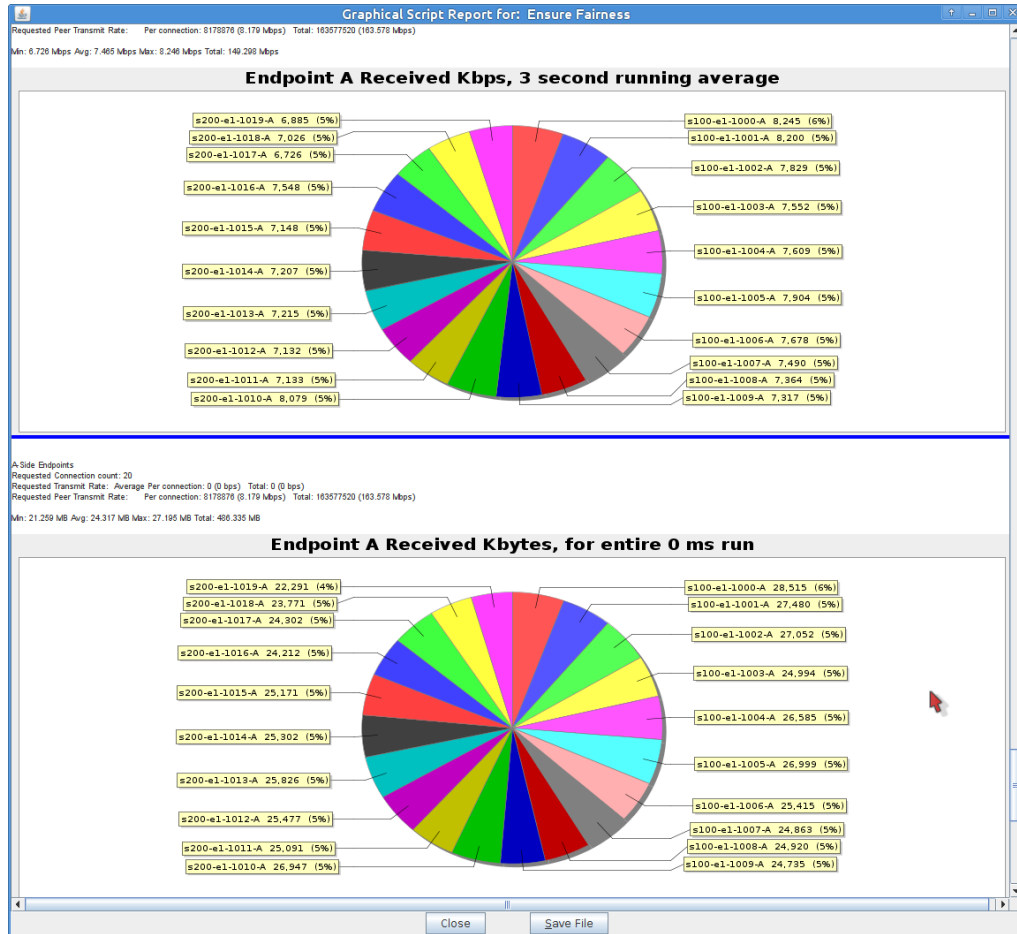 Graphical Script Report for: Ensure Fairness
Requested Peer Transmit Rate: Per connection: 8178876 (8.179 Mbps) Total: 163577520 (163.578 Mbps)
Min: 6.726 Mbps Avg: 7.465 Mbps Max: 8.246 Mbps Total: 149.298 Mbps
Endpoint A Received Kbps, 3 second running average
s200-e1-1019-A 6,885 (5%)
s200-e1-1018-A 7,026 (5%)
s200-e1-1017-A 6,726 (5%)
s200-e1-1016-A 7,548 (5%)
s200-e1-1015-A 7,148 (5%)
s200-e1-1014-A 7,207 (5%)
s200-e1-1013-A 7,215 (5%)
s200-e1-1012-A 7,132 (5%)
s200-e1-1011-A 7,133 (5%)
s200-e1-1010-A 8,079 (5%)
s100-e1-1000-A 8,245 (6%)
s100-e1-1001-A 8,200 (5%)
s100-e1-1002-A 7,829 (5%)
s100-e1-1003-A 7,552 (5%)
s100-e1-1004-A 7,609 (5%)
s100-e1-1005-A 7,904 (5%)
s100-e1-1006-A 7,678 (5%)
s100-e1-1007-A 7,490 (5%)
s100-e1-1008-A 7,364 (5%)
s100-e1-1009-A 7,317 (5%)
A-Side Endpoints
Requested Connection count: 20
Requested Transmit Rate: Average Per connection: 0 (0 bps) Total: 0 (0 bps)
Requested Peer Transmit Rate: Per connection: 8178876 (8.179 Mbps) Total: 163577520 (163.578 Mbps)
Min: 21.259 MB Avg: 24.317 MB Max: 27.195 MB Total: 486.335 MB
Endpoint A Received Kbytes, for entire 0 ms run
s200-e1-1019-A 22,291 (4%)
s200-e1-1018-A 23,771 (5%)
s200-e1-1017-A 24,302 (5%)
s200-e1-1016-A 24,212 (5%)
s200-e1-1015-A 25,171 (5%)
s200-e1-1014-A 25,302 (5%)
s200-e1-1013-A 25,826 (5%)
s200-e1-1012-A 25,477 (5%)
s200-e1-1011-A 25,091 (5%)
s200-e1-1010-A 26,947 (5%)
s100-e1-1000-A 28,515 (6%)
s100-e1-1001-A 27,480 (5%)
s100-e1-1002-A 27,052 (5%)
s100-e1-1003-A 24,994 (5%)
s100-e1-1004-A 26,585 (5%)
s100-e1-1005-A 26,999 (5%)
s100-e1-1006-A 25,415 (5%)
s100-e1-1007-A 24,863 (5%)
s100-e1-1008-A 24,920 (5%)
s100-e1-1009-A 24,735 (5%)
Close
Save File